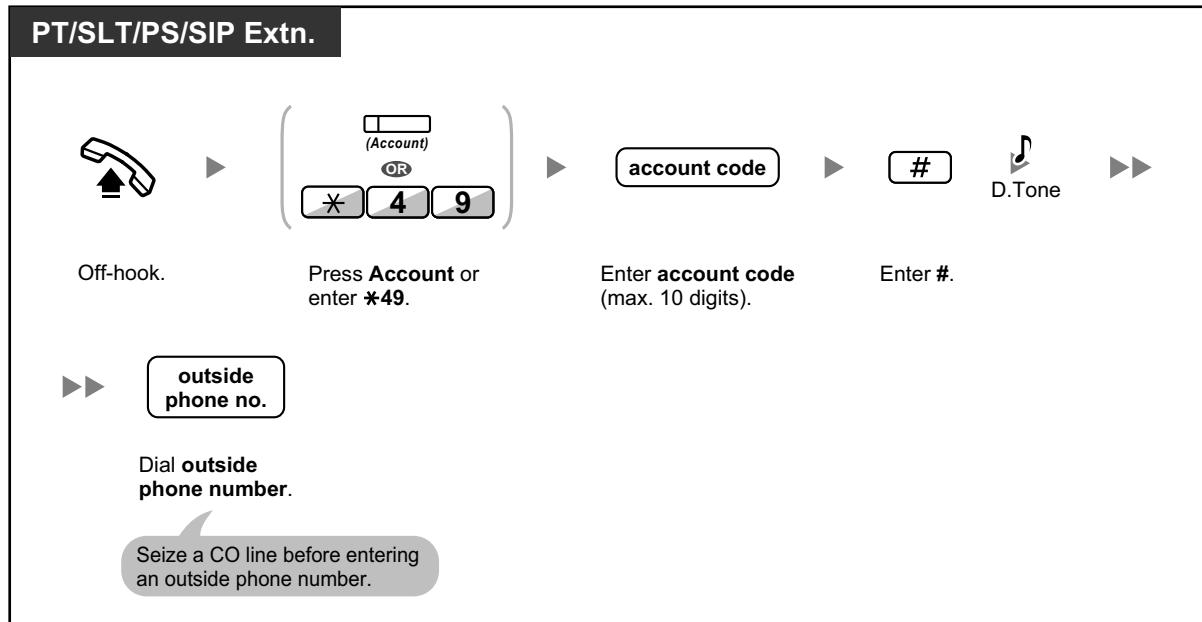 PT/SLT/PS/SIP Extn.
(Account)
OR
* 4 9
account code
#
D.Tone
Off-hook.
Press Account or
enter *49.
Enter account code
(max. 10 digits).
Enter #.
outside
phone no.
Dial outside
phone number.
Seize a CO line before entering
an outside phone number.